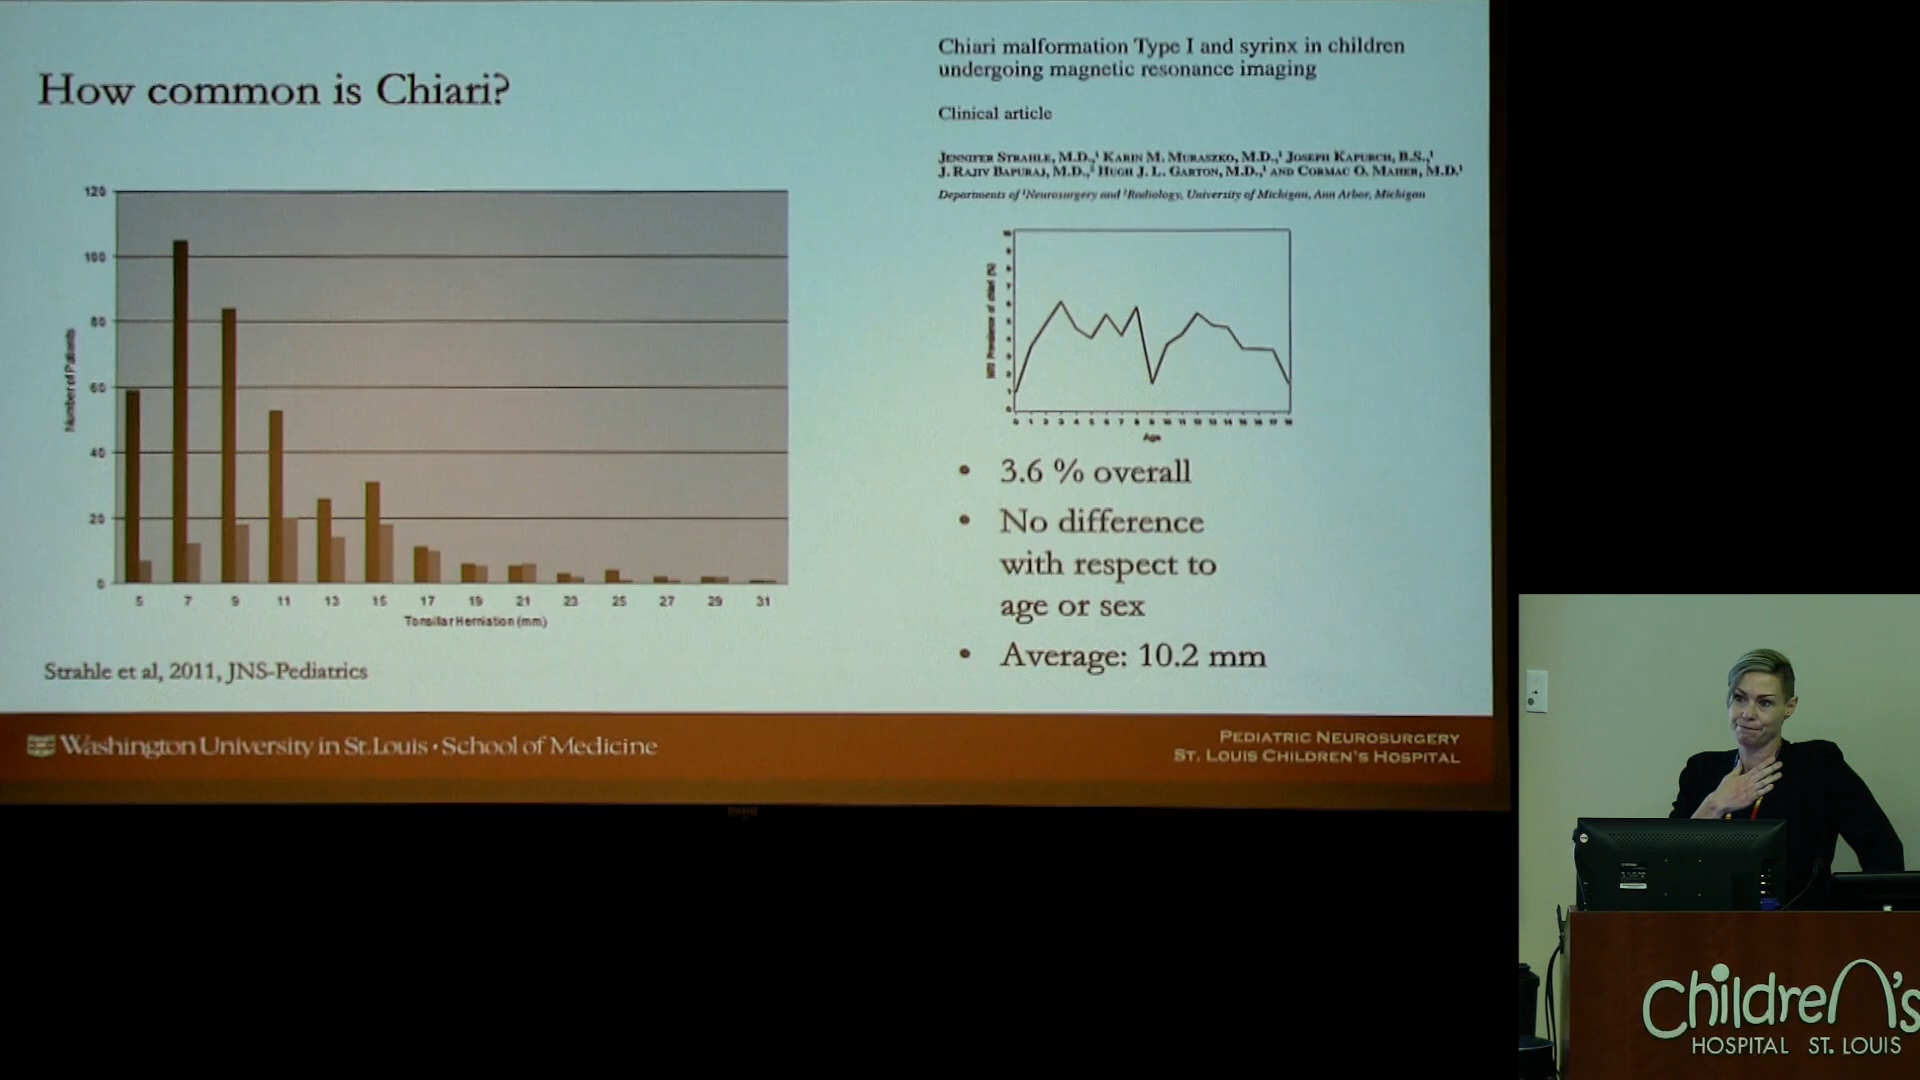 How common is Chiari?
120
100
80
60
40
20
0
Number of Patients
5 7 9 11 13 15 17 19 21 23 25 27 29 31
Tonsillar Herniation (mm)
Strahle et al, 2011, JNS-Pediatrics
Chiari malformation Type I and syrinx in children
undergoing magnetic resonance imaging
Clinical article
Jennifer Strahle, M.D.,¹ Karin M. Muraszko, M.D.,¹ Joseph Kapurch, B.S.,¹
J. Rajiv Bapuraj, M.D.,² Hugh J. L. Garton, M.D.,¹ and Cormac O. Maher, M.D.¹
Departments of ¹Neurosurgery and ²Radiology, University of Michigan, Ann Arbor, Michigan
MRI Prevalence of chiari (%)
Age
• 3.6 % overall
• No difference
with respect to
age or sex
• Average: 10.2 mm
Washington University in St. Louis • School of Medicine
Pediatric Neurosurgery
St. Louis Children's Hospital
Children's
HOSPITAL ST. LOUIS